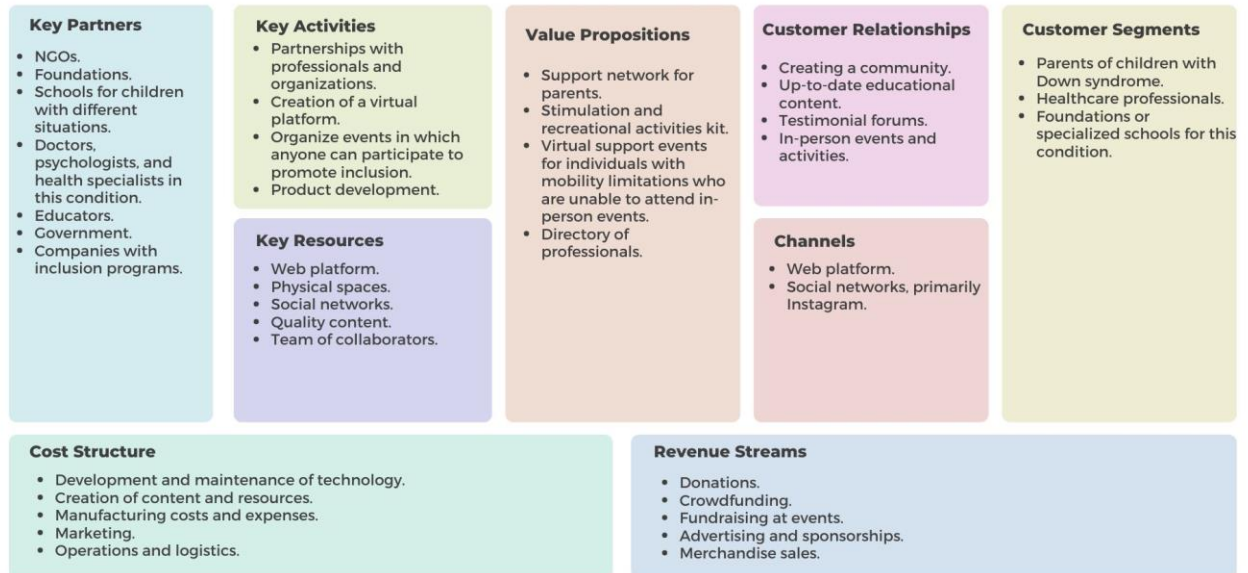 Key Partners
• NGOs.
• Foundations.
• Schools for children
with different
situations.
• Doctors,
psychologists, and
health specialists in
this condition.
• Educators.
• Government.
• Companies with
inclusion programs.
Key Activities
• Partnerships with
professionals and
organizations.
• Creation of a virtual
platform.
• Organize events in which
anyone can participate to
promote inclusion.
• Product development.
Key Resources
• Web platform.
• Physical spaces.
• Social networks.
• Quality content.
• Team of collaborators.
Value Propositions
• Support network for
parents.
• Stimulation and
recreational activities kit.
• Virtual support events
for individuals with
mobility limitations who
are unable to attend in-
person events.
• Directory of
professionals.
Customer Relationships
• Creating a community.
• Up-to-date educational
content.
• Testimonial forums.
• In-person events and
activities.
Channels
• Web platform.
• Social networks, primarily
Instagram.
Customer Segments
• Parents of children with
Down syndrome.
• Healthcare professionals.
• Foundations or
specialized schools for this
condition.
Cost Structure
• Development and maintenance of technology.
• Creation of content and resources.
• Manufacturing costs and expenses.
• Marketing.
• Operations and logistics.
Revenue Streams
• Donations.
• Crowdfunding.
• Fundraising at events.
• Advertising and sponsorships.
• Merchandise sales.